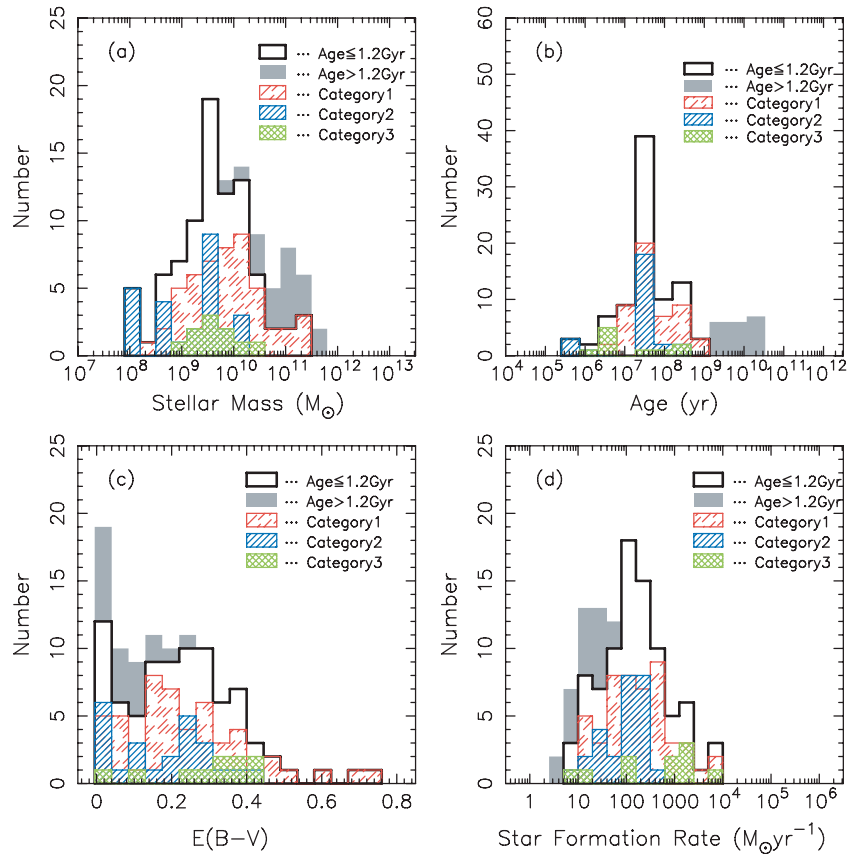 (a)
... Age≦1.2Gyr
... Age>1.2Gyr
... Category1
... Category2
... Category3
Number
0 5 10 15 20 25
10^7 10^8 10^9 10^10 10^11 10^12 10^13
Stellar Mass (M⊙)
(b)
... Age≦1.2Gyr
... Age>1.2Gyr
... Category1
... Category2
... Category3
Number
0 10 20 30 40 50 60
10^4 10^5 10^6 10^7 10^8 10^9 10^10 10^11
Age (yr)
(c)
... Age≦1.2Gyr
... Age>1.2Gyr
... Category1
... Category2
... Category3
Number
0 5 10 15 20 25
0 0.2 0.4 0.6 0.8
E(B−V)
(d)
... Age≦1.2Gyr
... Age>1.2Gyr
... Category1
... Category2
... Category3
Number
0 5 10 15 20 25
1 10 100 1000 10^4 10^5 10^6
Star Formation Rate (M⊙yr^−1)